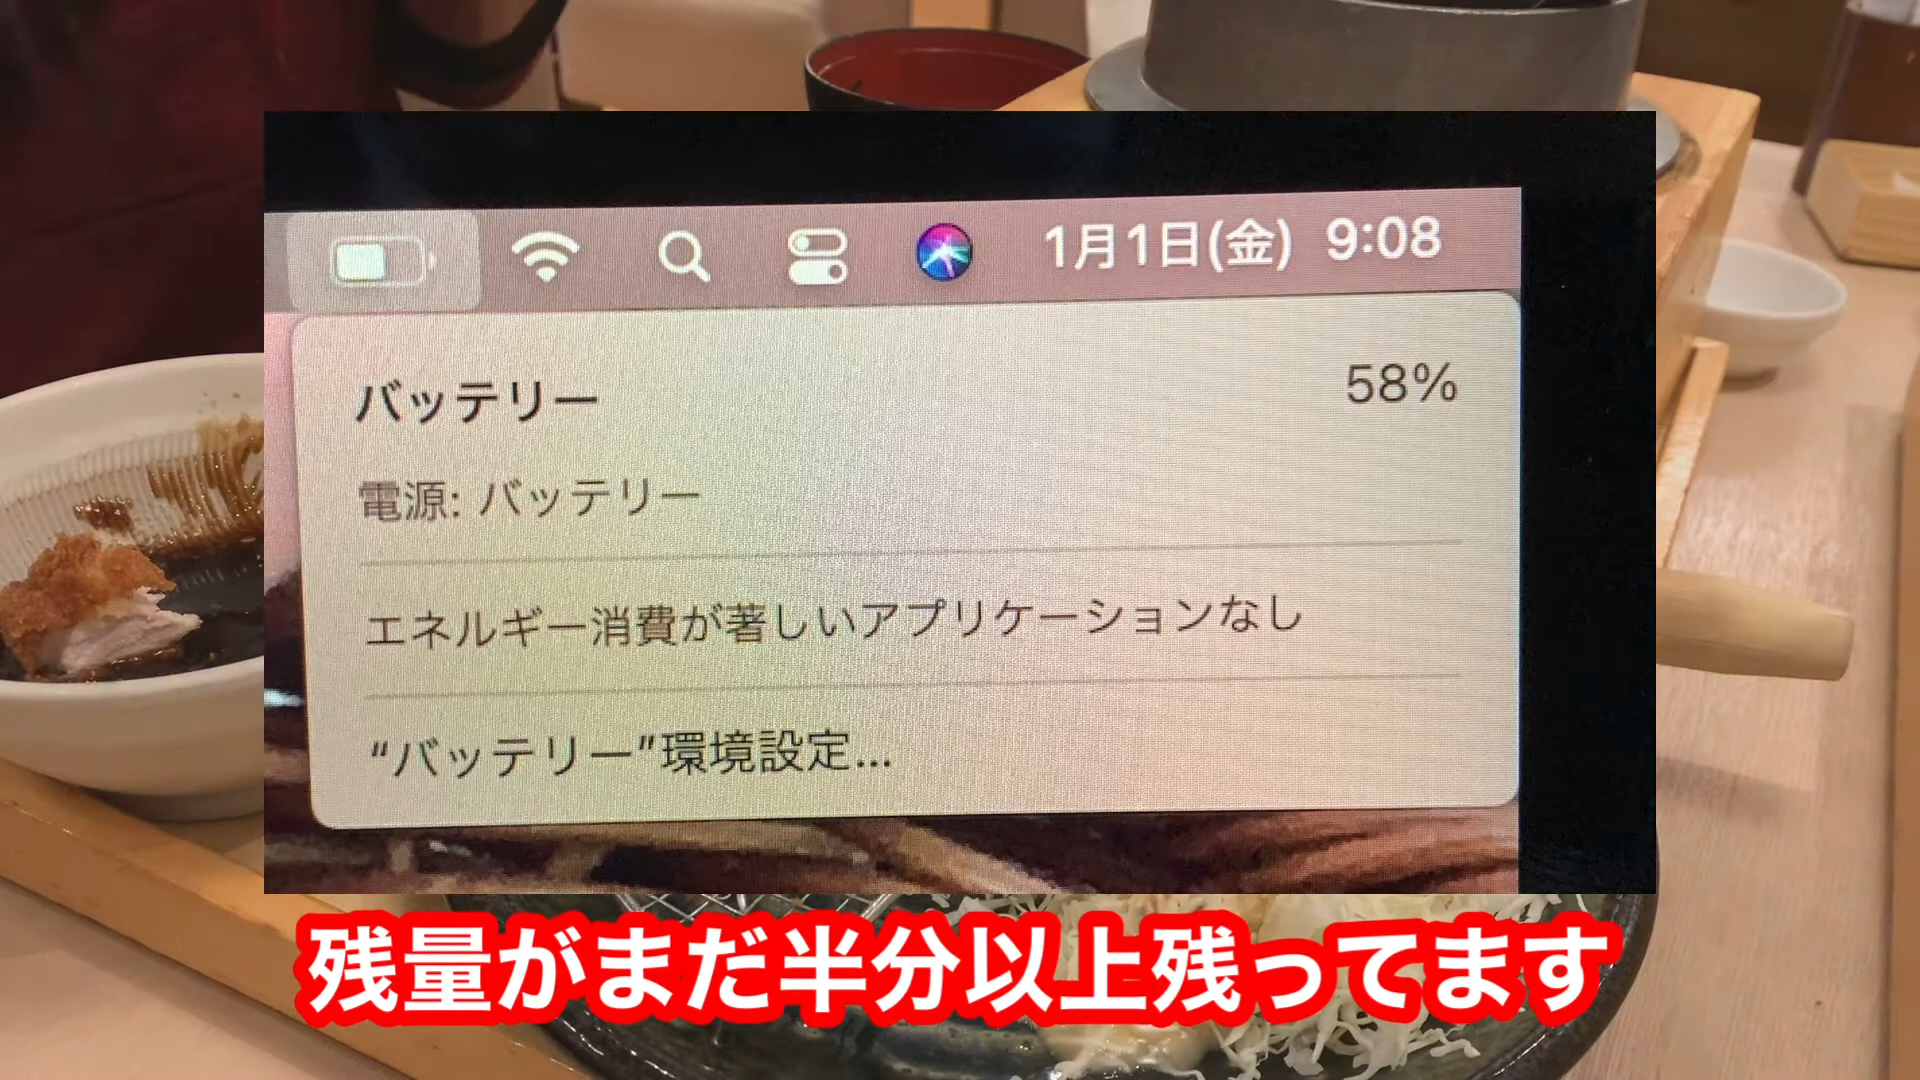 1月1日(金) 9:08
バッテリー 58%
電源: バッテリー
エネルギー消費が著しいアプリケーションなし
“バッテリー”環境設定...
残量がまだ半分以上残ってます